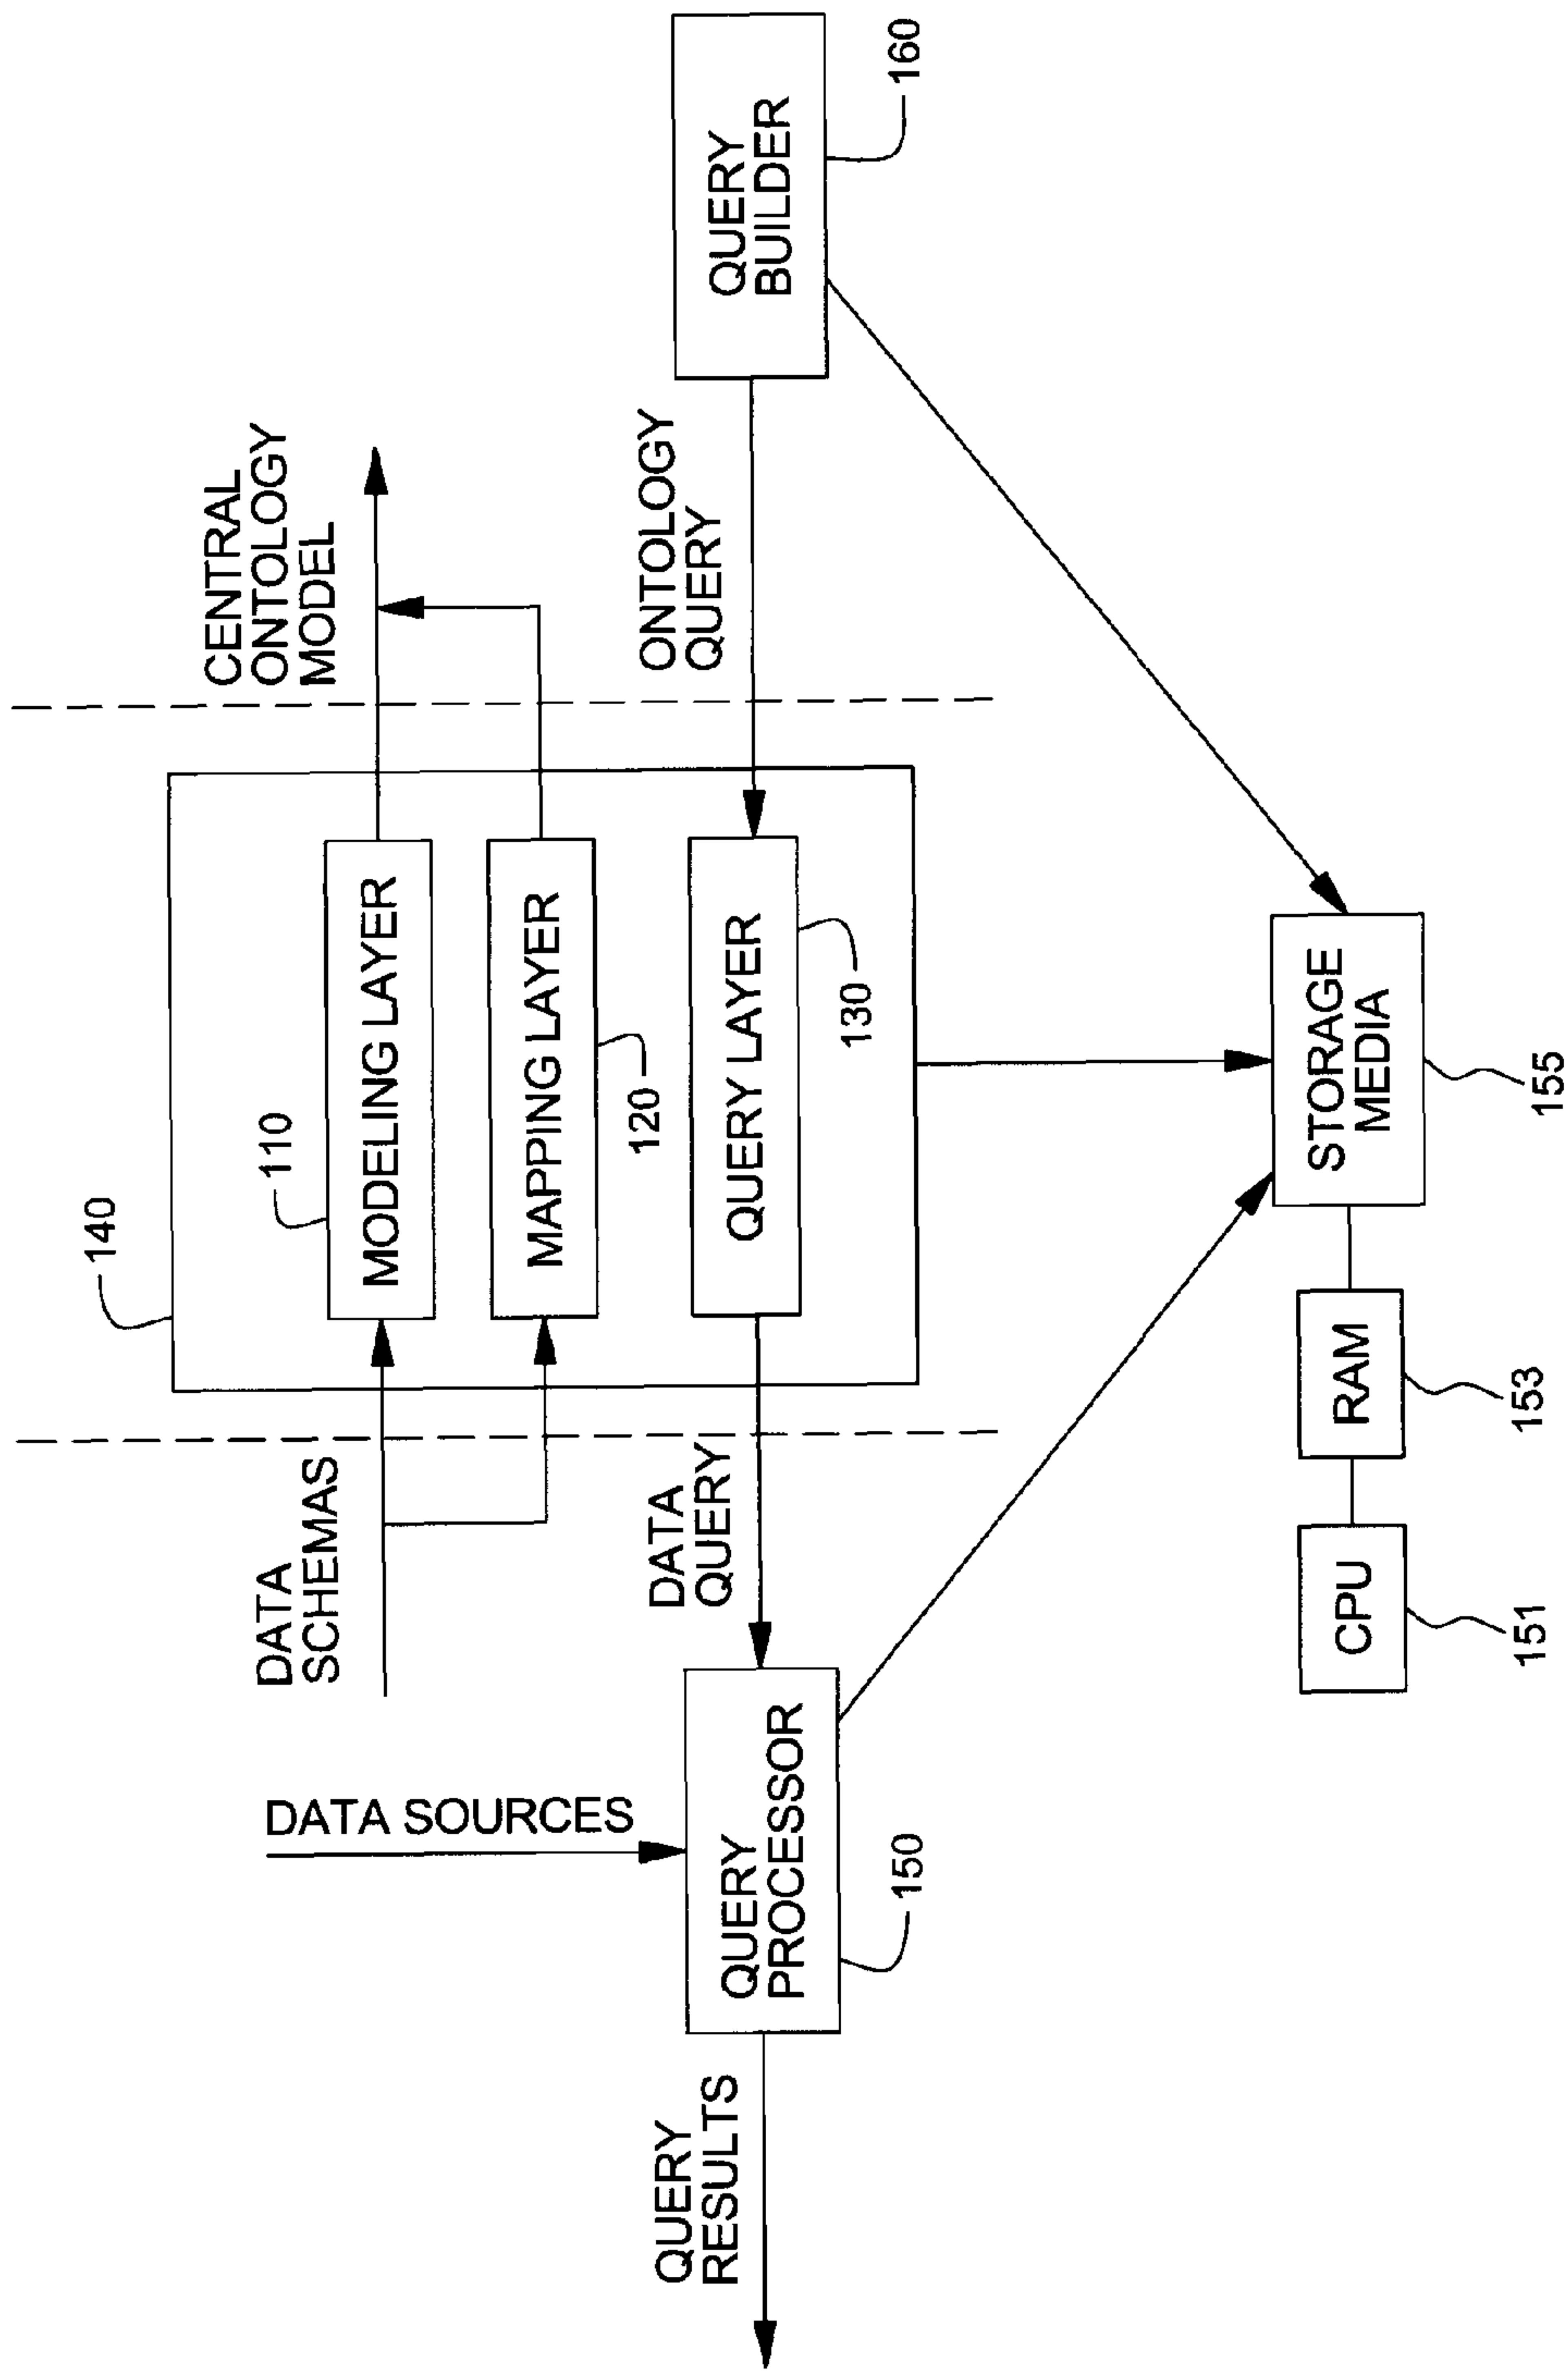 CENTRAL
ONTOLOGY
MODEL
140
110
MODELING LAYER
DATA
SCHEMAS
MAPPING LAYER
120
DATA SOURCES
QUERY
RESULTS
QUERY
PROCESSOR
150
DATA
QUERY
QUERY LAYER
130
ONTOLOGY
QUERY
QUERY
BUILDER
160
CPU
151
RAM
153
STORAGE
MEDIA
155